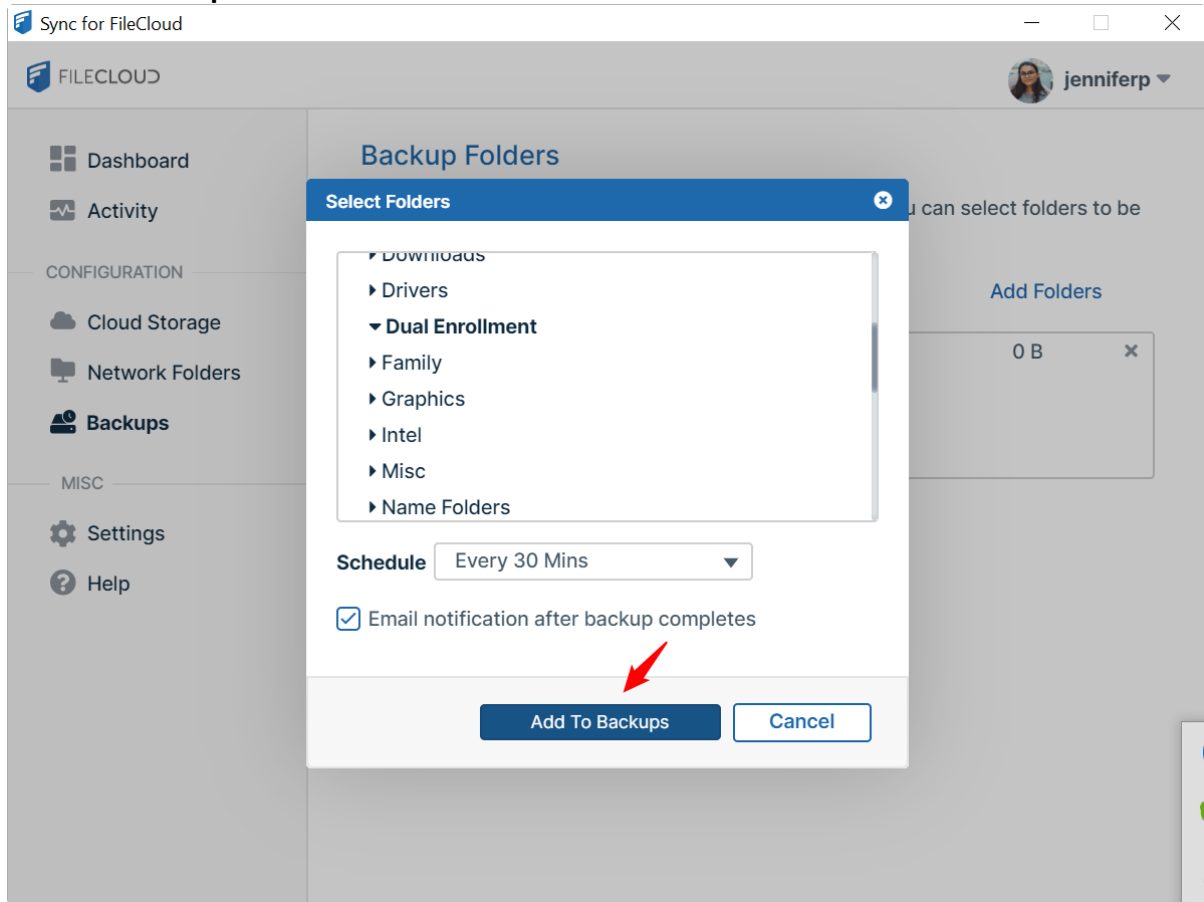 Sync for FileCloud
FILECLOUD
jenniferp
Dashboard
Activity
CONFIGURATION
Cloud Storage
Network Folders
Backups
MISC
Settings
Help
Backup Folders
can select folders to be
Add Folders
0 B
Select Folders
Downloads
Drivers
Dual Enrollment
Family
Graphics
Intel
Misc
Name Folders
Schedule Every 30 Mins
Email notification after backup completes
Add To Backups Cancel